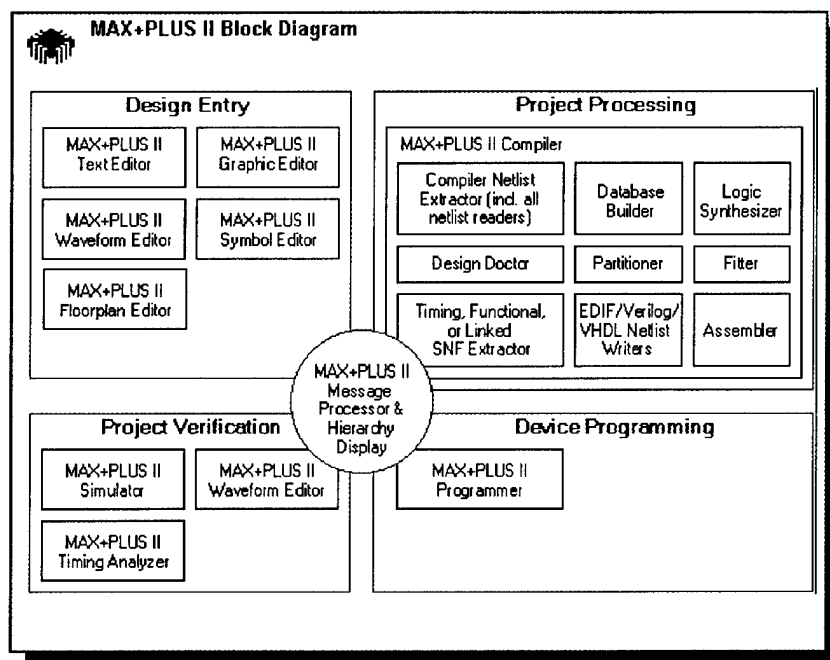 MAX+PLUS II Block Diagram
Design Entry
MAX+PLUS II
Text Editor
MAX+PLUS II
Graphic Editor
MAX+PLUS II
Waveform Editor
MAX+PLUS II
Symbol Editor
MAX+PLUS II
Floorplan Editor
Project Processing
MAX+PLUS II Compiler
Compiler Netlist
Extractor (incl. all
netlist readers)
Database
Builder
Logic
Synthesizer
Design Doctor
Partitioner
Fitter
Timing, Functional,
or Linked
SNF Extractor
EDIF/Verilog/
VHDL Netlist
Writers
Assembler
MAX+PLUS II
Message
Processor &
Hierarchy
Display
Project Verification
MAX+PLUS II
Simulator
MAX+PLUS II
Waveform Editor
MAX+PLUS II
Timing Analyzer
Device Programming
MAX+PLUS II
Programmer